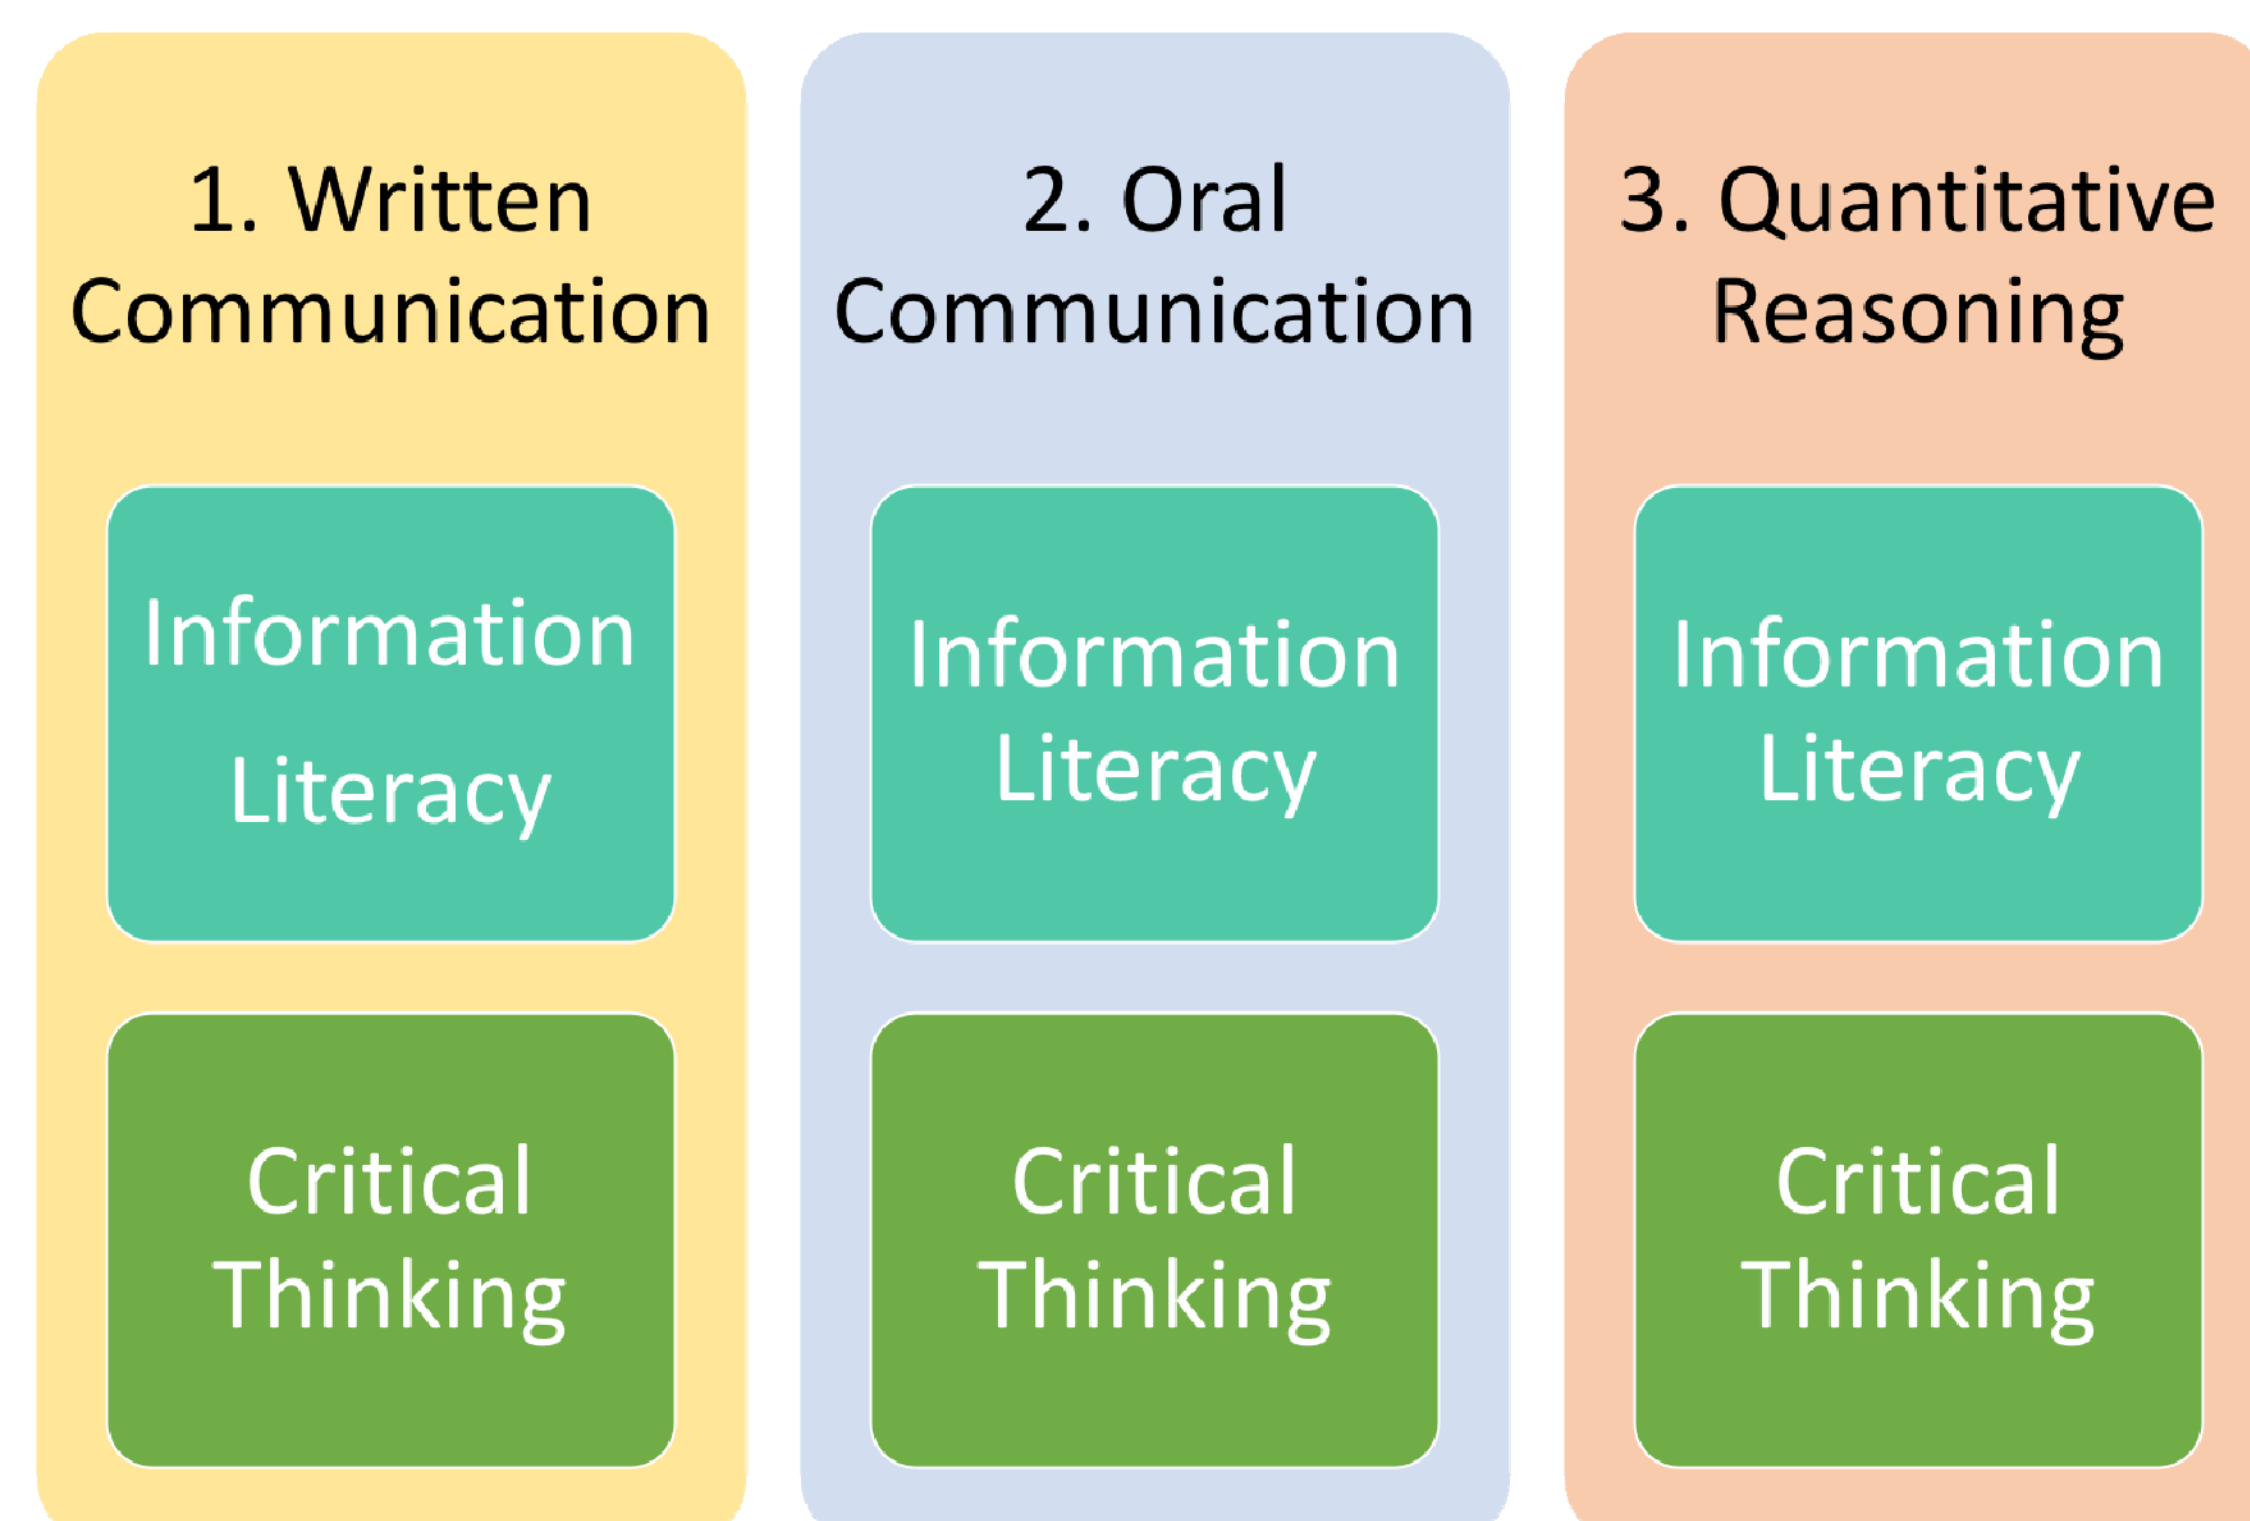 1. Written
Communication
Information
Literacy
Critical
Thinking
2. Oral
Communication
Information
Literacy
Critical
Thinking
3. Quantitative
Reasoning
Information
Literacy
Critical
Thinking